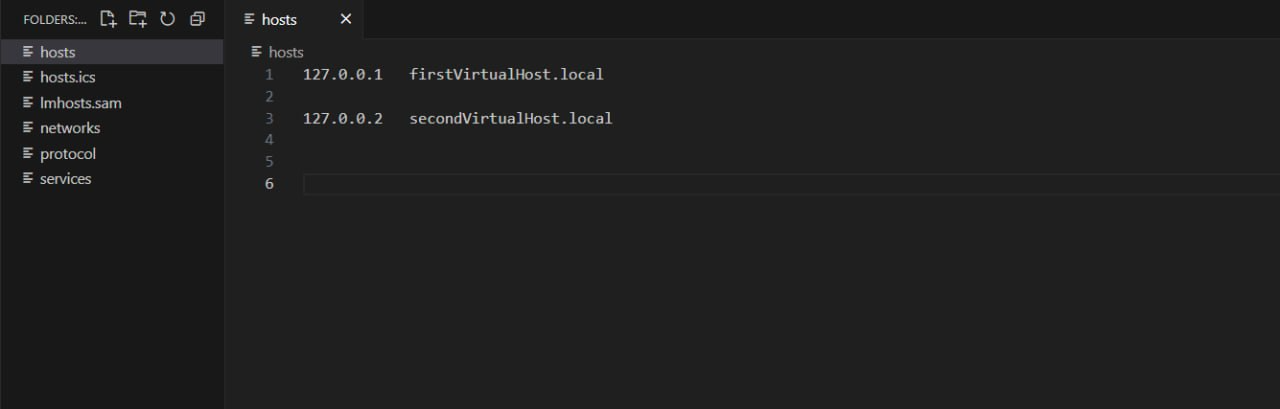 FOLDERS:...
hosts
hosts.ics
lmhosts.sam
networks
protocol
services
hosts
hosts
1 127.0.0.1 firstVirtualHost.local
2
3 127.0.0.2 secondVirtualHost.local
4
5
6